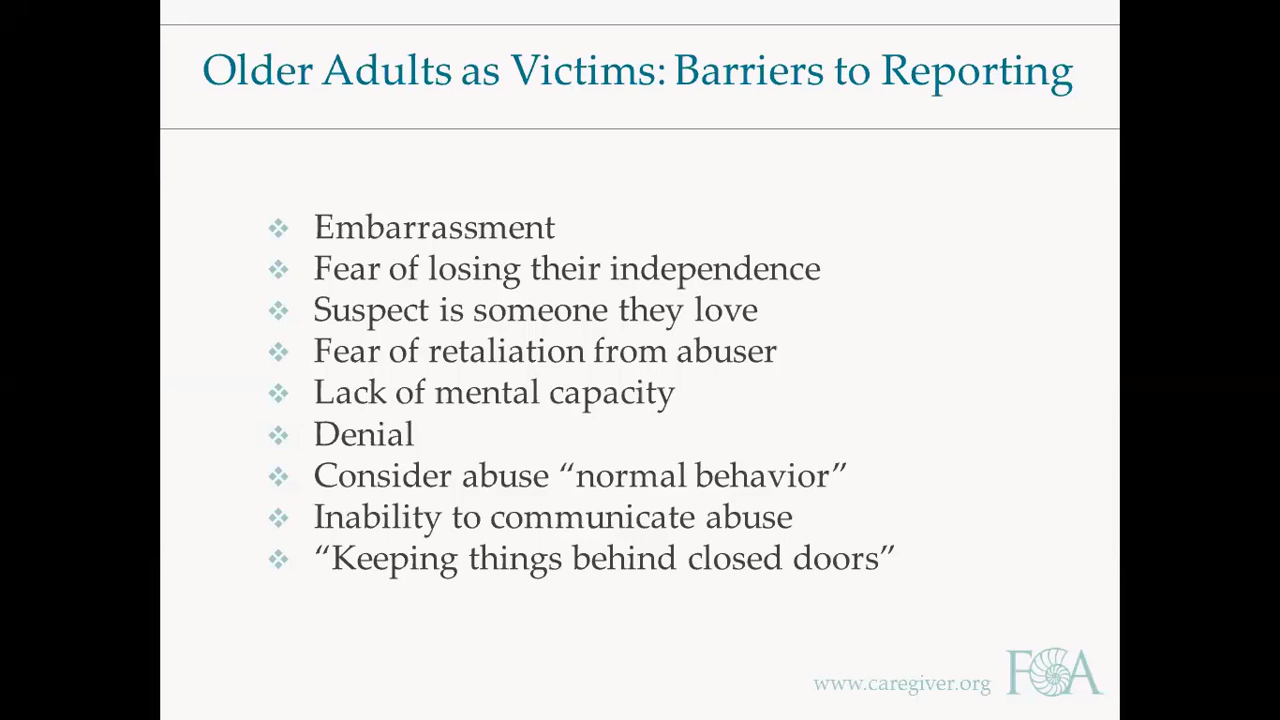 Older Adults as Victims: Barriers to Reporting
Embarrassment
Fear of losing their independence
Suspect is someone they love
Fear of retaliation from abuser
Lack of mental capacity
Denial
Consider abuse “normal behavior”
Inability to communicate abuse
“Keeping things behind closed doors”
www.caregiver.org FCA